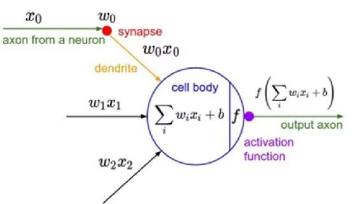 x₀
w₀
axon from a neuron
synapse
w₀x₀
dendrite
cell body
w₁x₁
∑ᵢ wᵢxᵢ + b
f
f(∑ᵢ wᵢxᵢ + b)
output axon
activation
function
w₂x₂